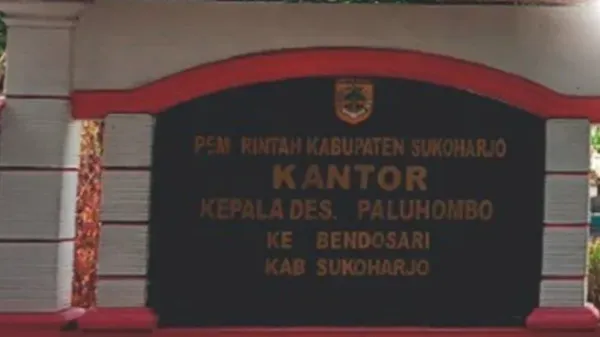 PEM RINTAH KABUPATEN SUKOHARJO
KANTOR
KEPALA DES. PALUHOMBO
KE BENDOSARI
KAB SUKOHARJO